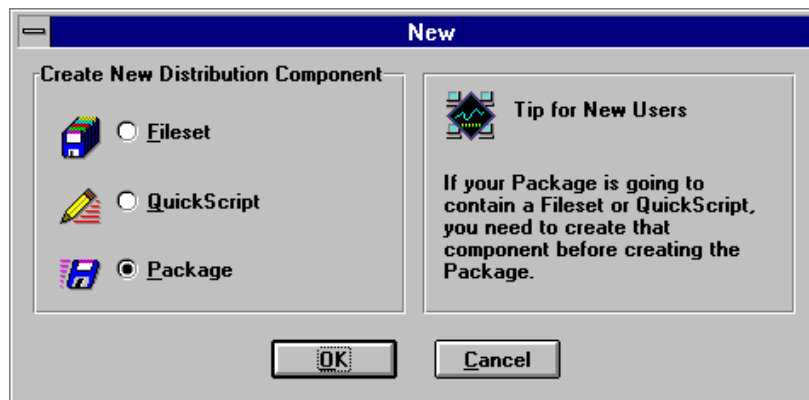 New
Create New Distribution Component
Fileset
QuickScript
Package
Tip for New Users
If your Package is going to
contain a Fileset or QuickScript,
you need to create that
component before creating the
Package.
OK
Cancel